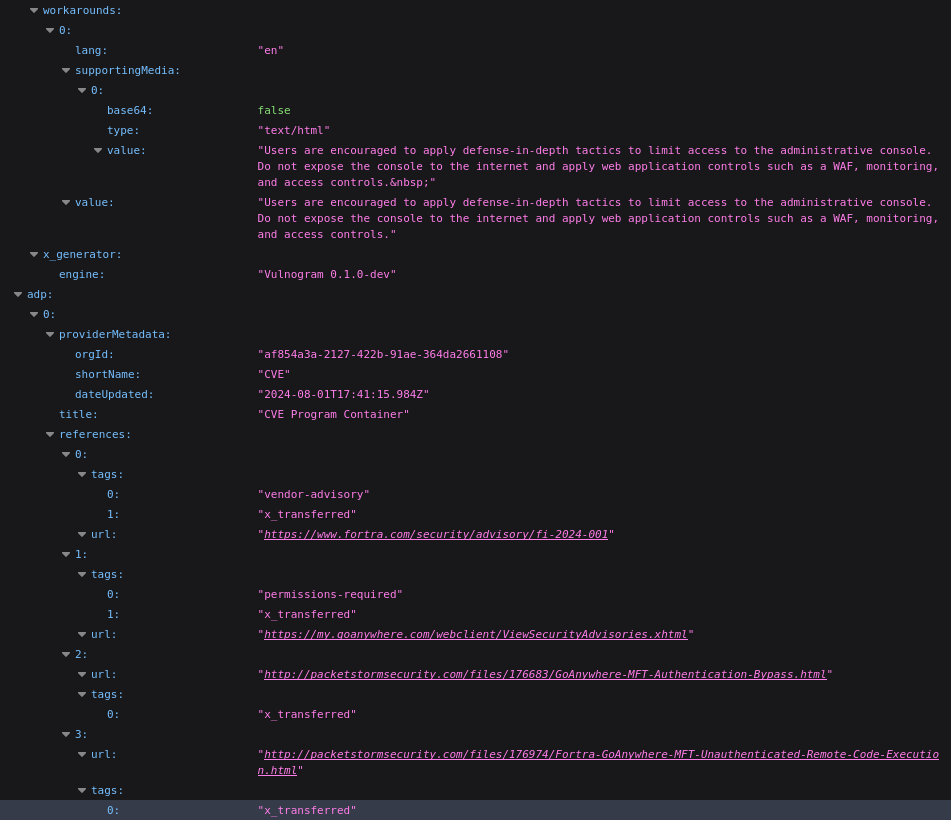 workarounds:
0:
lang: "en"
supportingMedia:
0:
base64: false
type: "text/html"
value: "Users are encouraged to apply defense-in-depth tactics to limit access to the administrative console.
Do not expose the console to the internet and apply web application controls such as a WAF, monitoring,
and access controls.&nbsp;"
value: "Users are encouraged to apply defense-in-depth tactics to limit access to the administrative console.
Do not expose the console to the internet and apply web application controls such as a WAF, monitoring,
and access controls."
x_generator:
engine: "Vulnogram 0.1.0-dev"
adp:
0:
providerMetadata:
orgId: "af854a3a-2127-422b-91ae-364da2661108"
shortName: "CVE"
dateUpdated: "2024-08-01T17:41:15.984Z"
title: "CVE Program Container"
references:
0:
tags:
0: "vendor-advisory"
1: "x_transferred"
url: "https://www.fortra.com/security/advisory/fi-2024-001"
1:
tags:
0: "permissions-required"
1: "x_transferred"
url: "https://my.goanywhere.com/webclient/ViewSecurityAdvisories.xhtml"
2:
url: "http://packetstormsecurity.com/files/176683/GoAnywhere-MFT-Authentication-Bypass.html"
tags:
0: "x_transferred"
3:
url: "http://packetstormsecurity.com/files/176974/Fortra-GoAnywhere-MFT-Unauthenticated-Remote-Code-Executio
n.html"
tags:
0: "x_transferred"